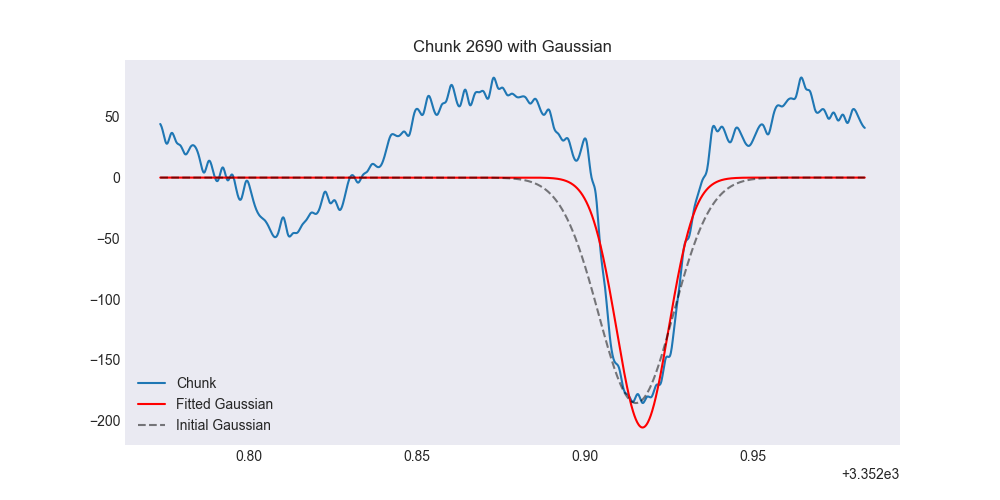 Chunk 2690 with Gaussian
50
0
−50
−100
−150
−200
Chunk
Fitted Gaussian
Initial Gaussian
0.80 0.85 0.90 0.95
+3.352e3